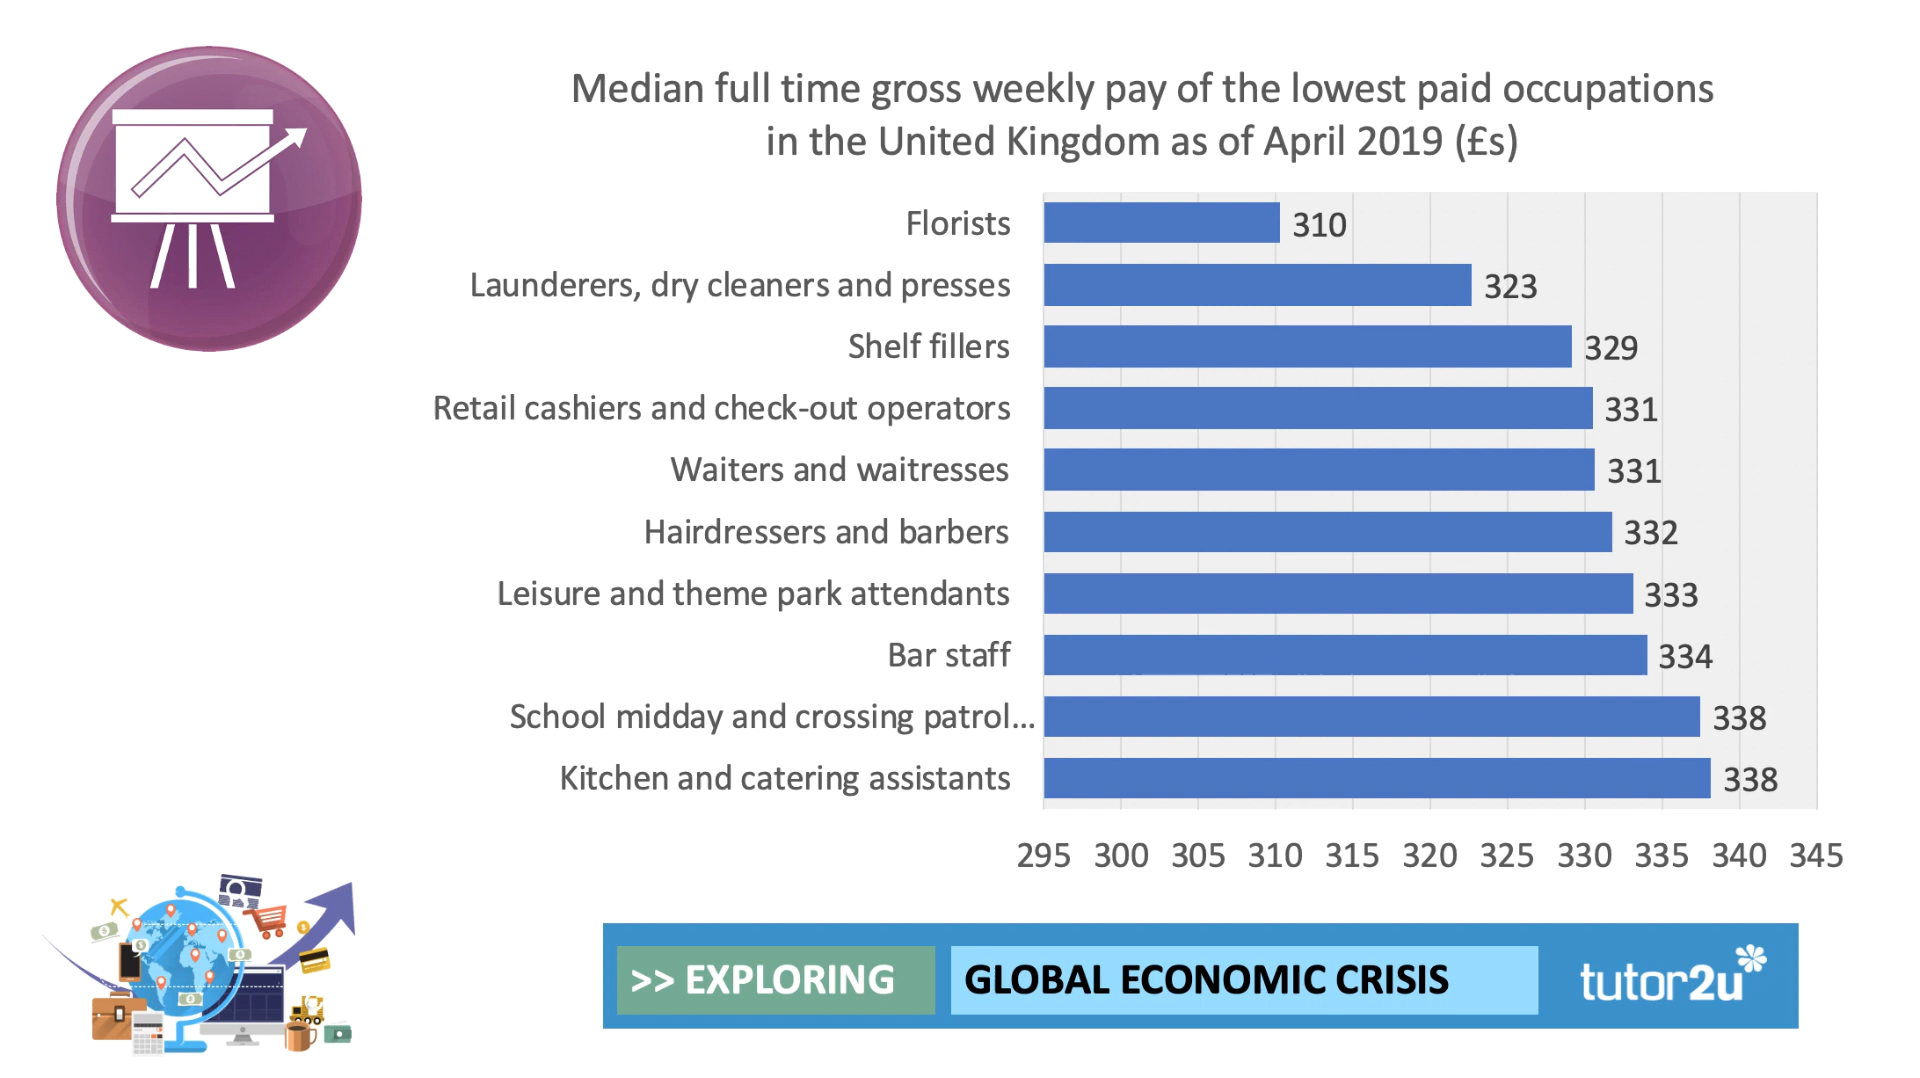 Median full time gross weekly pay of the lowest paid occupations
in the United Kingdom as of April 2019 (£s)
Florists 310
Launderers, dry cleaners and presses 323
Shelf fillers 329
Retail cashiers and check-out operators 331
Waiters and waitresses 331
Hairdressers and barbers 332
Leisure and theme park attendants 333
Bar staff 334
School midday and crossing patrol... 338
Kitchen and catering assistants 338
295 300 305 310 315 320 325 330 335 340 345
>> EXPLORING GLOBAL ECONOMIC CRISIS tutor2u